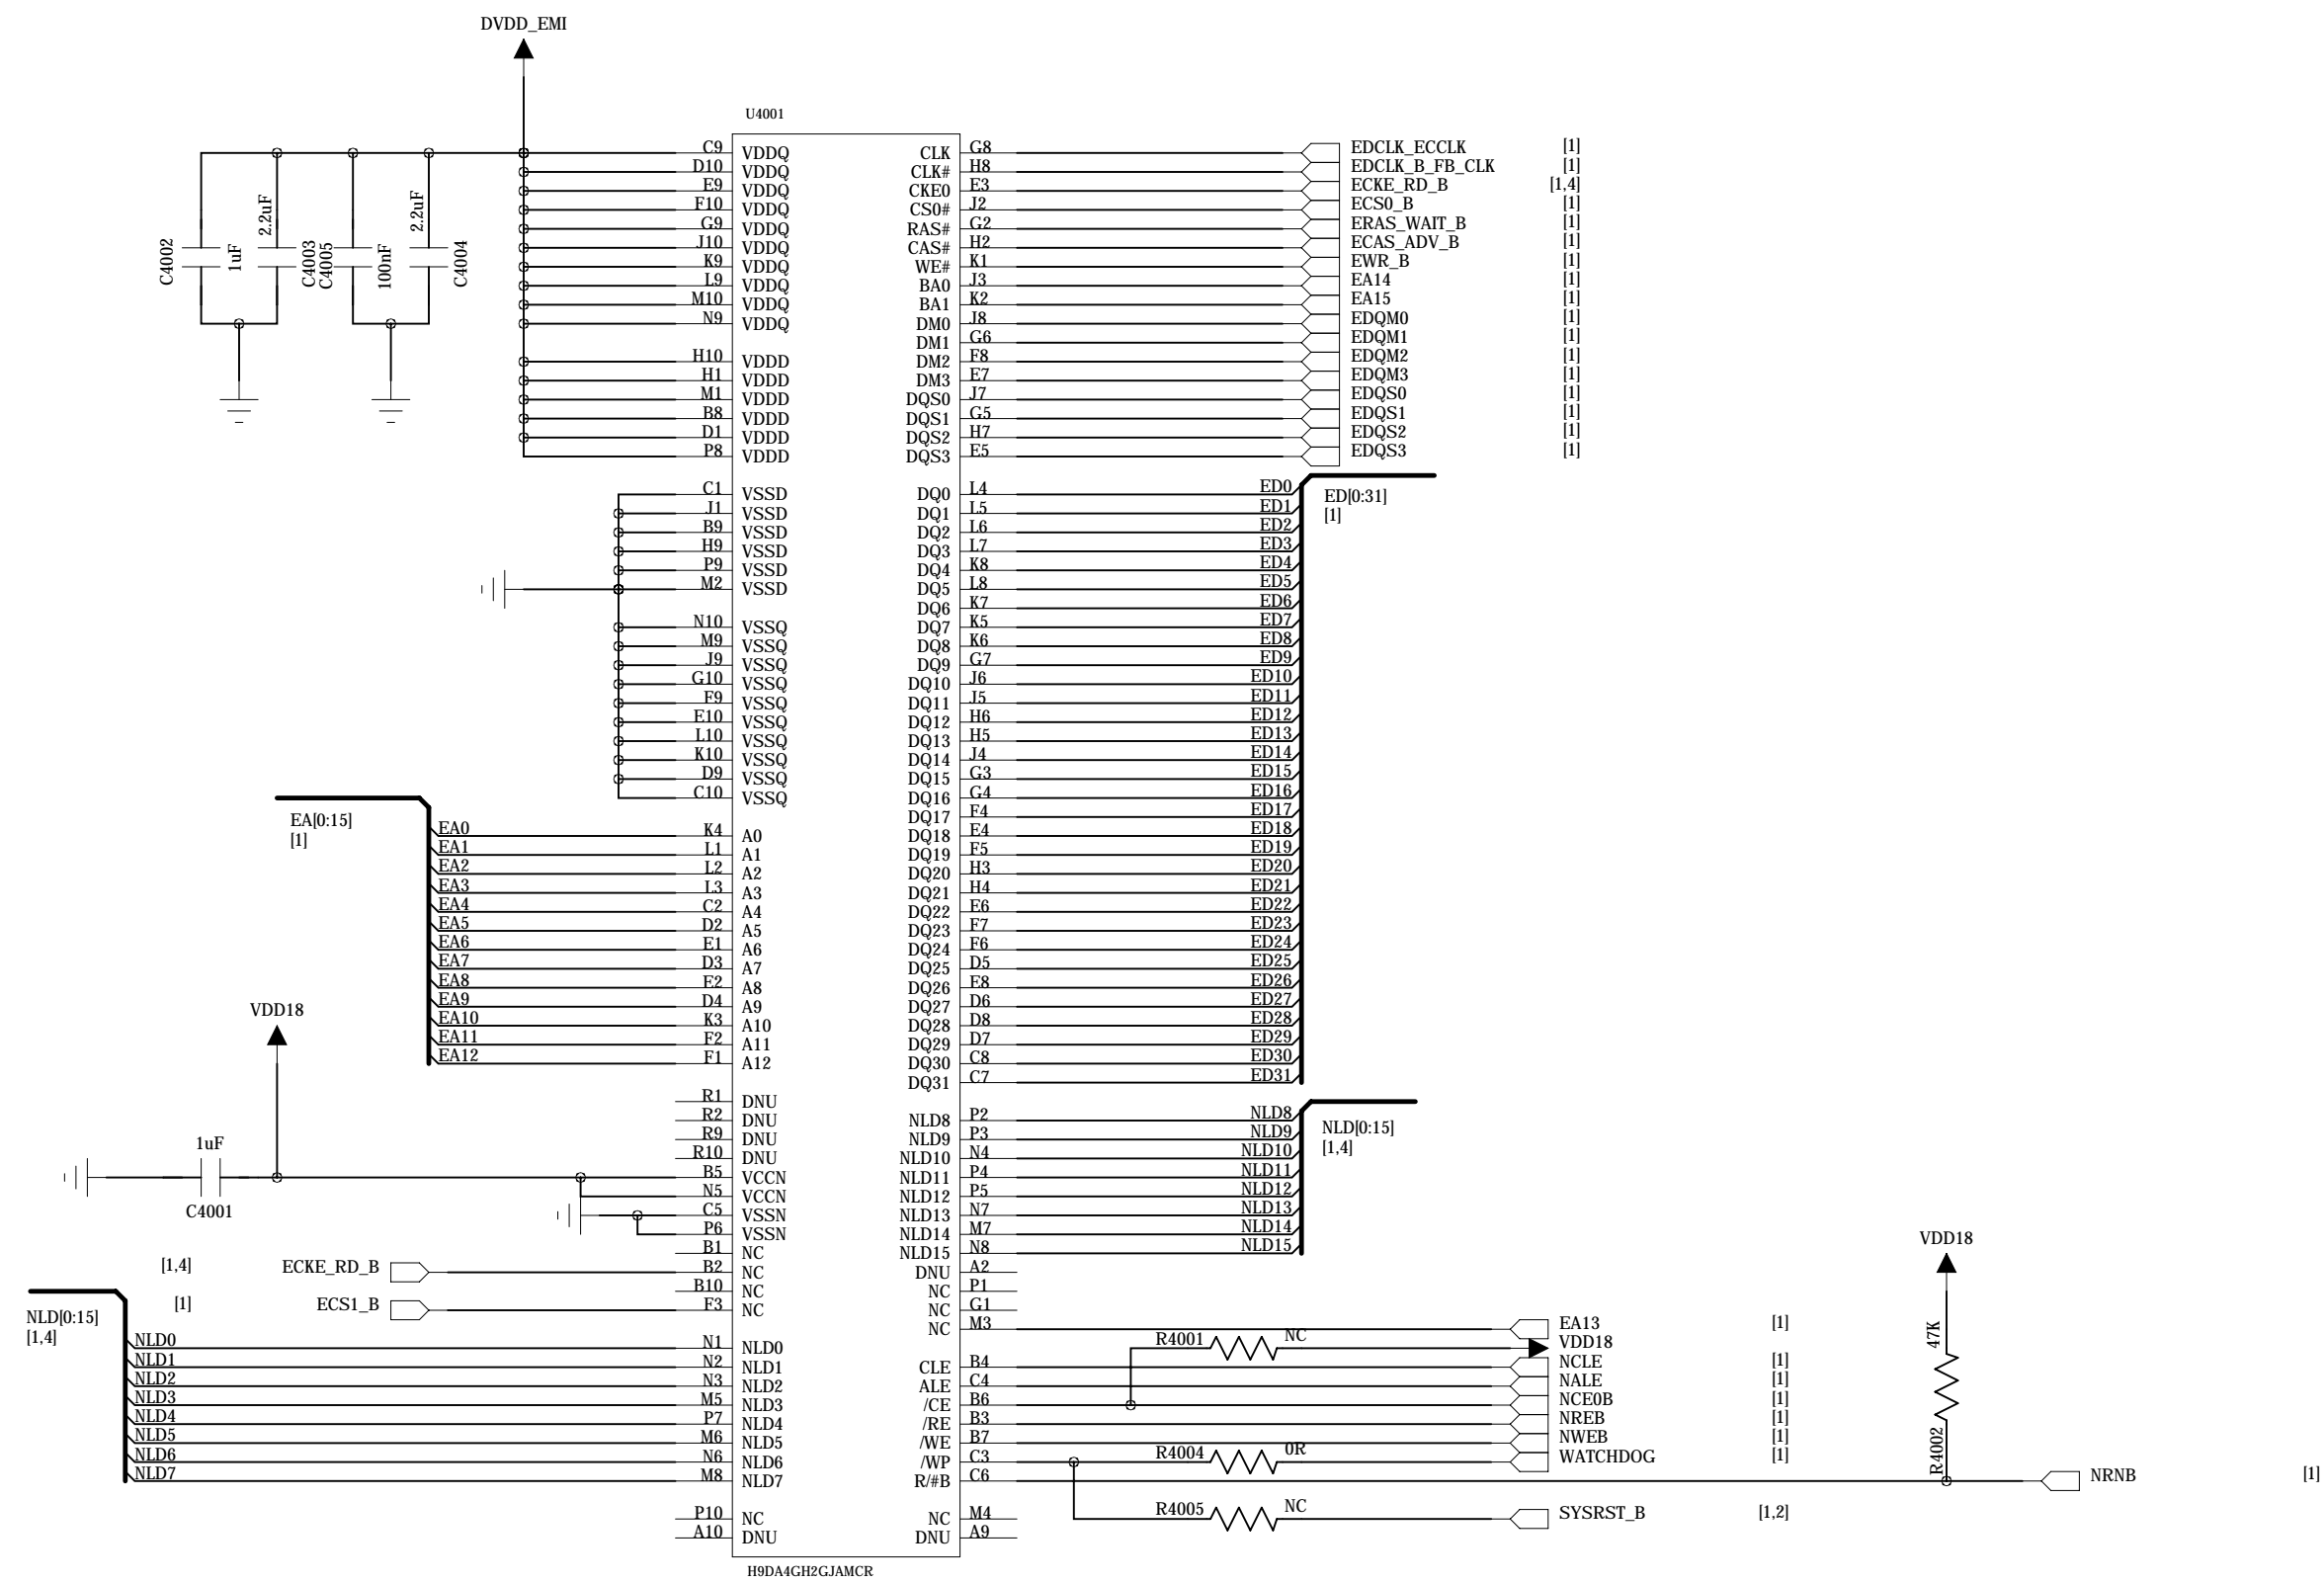 DVDD_EMI
U4001
C4002
1uF
2.2uF
C4003
C4005
100nF
2.2uF
C4004
C9 VDDQ
D10 VDDQ
E9 VDDQ
F10 VDDQ
G9 VDDQ
J10 VDDQ
K9 VDDQ
L9 VDDQ
M10 VDDQ
N9 VDDQ
H10 VDDD
H1 VDDD
M1 VDDD
B8 VDDD
D1 VDDD
P8 VDDD
C1 VSSD
J1 VSSD
B9 VSSD
H9 VSSD
P9 VSSD
M2 VSSD
N10 VSSQ
M9 VSSQ
J9 VSSQ
G10 VSSQ
F9 VSSQ
E10 VSSQ
L10 VSSQ
K10 VSSQ
D9 VSSQ
C10 VSSQ
EA[0:15]
[1]
EA0 K4 A0
EA1 L1 A1
EA2 L2 A2
EA3 L3 A3
EA4 C2 A4
EA5 D2 A5
EA6 E1 A6
EA7 D3 A7
EA8 E2 A8
EA9 D4 A9
EA10 K3 A10
EA11 F2 A11
EA12 F1 A12
VDD18
R1 DNU
R2 DNU
R9 DNU
R10 DNU
1uF
C4001
B5 VCCN
N5 VCCN
C5 VSSN
P6 VSSN
B1 NC
[1,4] ECKE_RD_B B2 NC
B10 NC
[1] ECS1_B F3 NC
NLD[0:15]
[1,4]
NLD0 N1 NLD0
NLD1 N2 NLD1
NLD2 N3 NLD2
NLD3 M5 NLD3
NLD4 P7 NLD4
NLD5 M6 NLD5
NLD6 N6 NLD6
NLD7 M8 NLD7
P10 NC
A10 DNU
CLK G8 EDCLK_ECCLK [1]
CLK# H8 EDCLK_B_FB_CLK [1]
CKE0 E3 ECKE_RD_B [1,4]
CS0# J2 ECS0_B [1]
RAS# G2 ERAS_WAIT_B [1]
CAS# H2 ECAS_ADV_B [1]
WE# K1 EWR_B [1]
BA0 J3 EA14 [1]
BA1 K2 EA15 [1]
DM0 J8 EDQM0 [1]
DM1 G6 EDQM1 [1]
DM2 F8 EDQM2 [1]
DM3 E7 EDQM3 [1]
DQS0 J7 EDQS0 [1]
DQS1 G5 EDQS1 [1]
DQS2 H7 EDQS2 [1]
DQS3 E5 EDQS3 [1]
ED[0:31]
[1]
DQ0 L4 ED0
DQ1 L5 ED1
DQ2 L6 ED2
DQ3 L7 ED3
DQ4 K8 ED4
DQ5 L8 ED5
DQ6 K7 ED6
DQ7 K5 ED7
DQ8 K6 ED8
DQ9 G7 ED9
DQ10 J6 ED10
DQ11 J5 ED11
DQ12 H6 ED12
DQ13 H5 ED13
DQ14 J4 ED14
DQ15 G3 ED15
DQ16 G4 ED16
DQ17 F4 ED17
DQ18 E4 ED18
DQ19 F5 ED19
DQ20 H3 ED20
DQ21 H4 ED21
DQ22 E6 ED22
DQ23 F7 ED23
DQ24 F6 ED24
DQ25 D5 ED25
DQ26 E8 ED26
DQ27 D6 ED27
DQ28 D8 ED28
DQ29 D7 ED29
DQ30 C8 ED30
DQ31 C7 ED31
NLD[0:15]
[1,4]
NLD8 P2 NLD8
NLD9 P3 NLD9
NLD10 N4 NLD10
NLD11 P4 NLD11
NLD12 P5 NLD12
NLD13 N7 NLD13
NLD14 M7 NLD14
NLD15 N8 NLD15
DNU A2
NC P1
NC G1
NC M3 EA13 [1]
R4001 NC VDD18
CLE B4 NCLE [1]
ALE C4 NALE [1]
/CE B6 NCE0B [1]
/RE B3 NREB [1]
/WE B7 NWEB [1]
/WP C3 R4004 0R WATCHDOG [1]
R/#B C6 NRNB [1]
R4005 NC SYSRST_B [1,2]
NC M4
DNU A9
VDD18
47K
R4002
H9DA4GH2GJAMCR